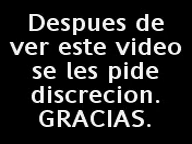 Despues de
ver este video
se les pide
discrecion.
GRACIAS.